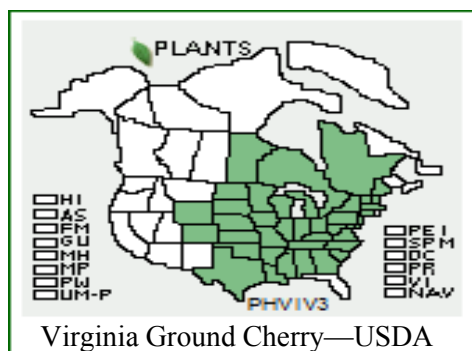 PLANTS
HI
AS
FM
GU
MH
MP
PW
UM-P
PEI
SPM
DC
PR
VI
NAV
PHVIV3
Virginia Ground Cherry—USDA